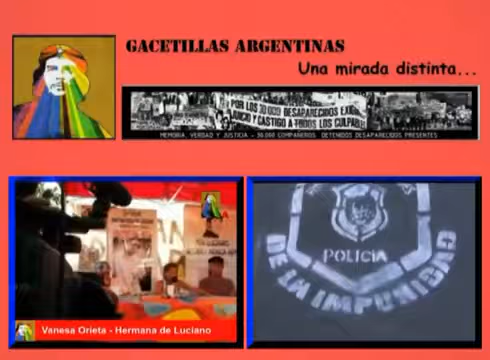 GACETILLAS ARGENTINAS
Una mirada distinta...
POR LOS 30.000 DESAPARECIDOS EXIGIMOS
JUICIO Y CASTIGO A TODOS LOS CULPABLES
MEMORIA, VERDAD Y JUSTICIA - 30.000 COMPAÑEROS DETENIDOS DESAPARECIDOS PRESENTES
POLICIA
DE LA IMPUNIDAD
Vanesa Orieta - Hermana de Luciano